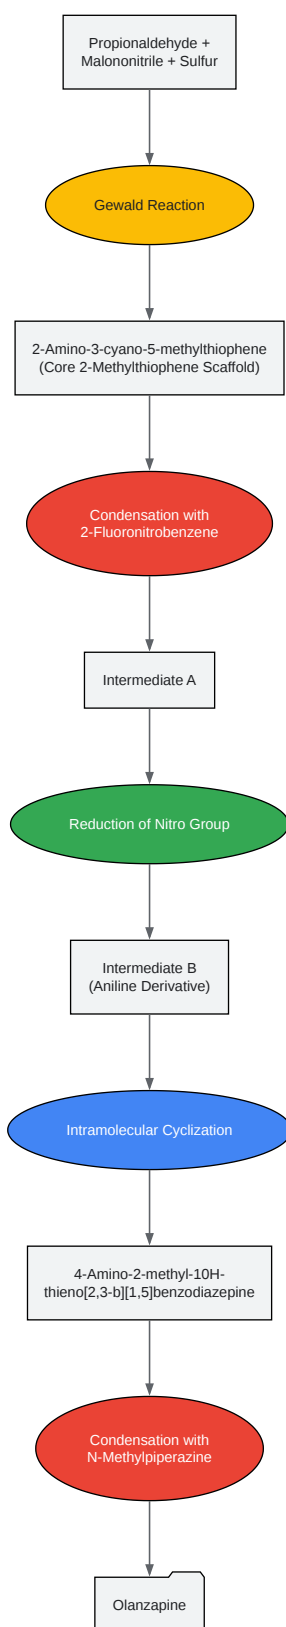 Propionaldehyde +
Malononitrile + Sulfur
Gewald Reaction
2-Amino-3-cyano-5-methylthiophene
(Core 2-Methylthiophene Scaffold)
Condensation with
2-Fluoronitrobenzene
Intermediate A
Reduction of Nitro Group
Intermediate B
(Aniline Derivative)
Intramolecular Cyclization
4-Amino-2-methyl-10H-
thieno[2,3-b][1,5]benzodiazepine
Condensation with
N-Methylpiperazine
Olanzapine